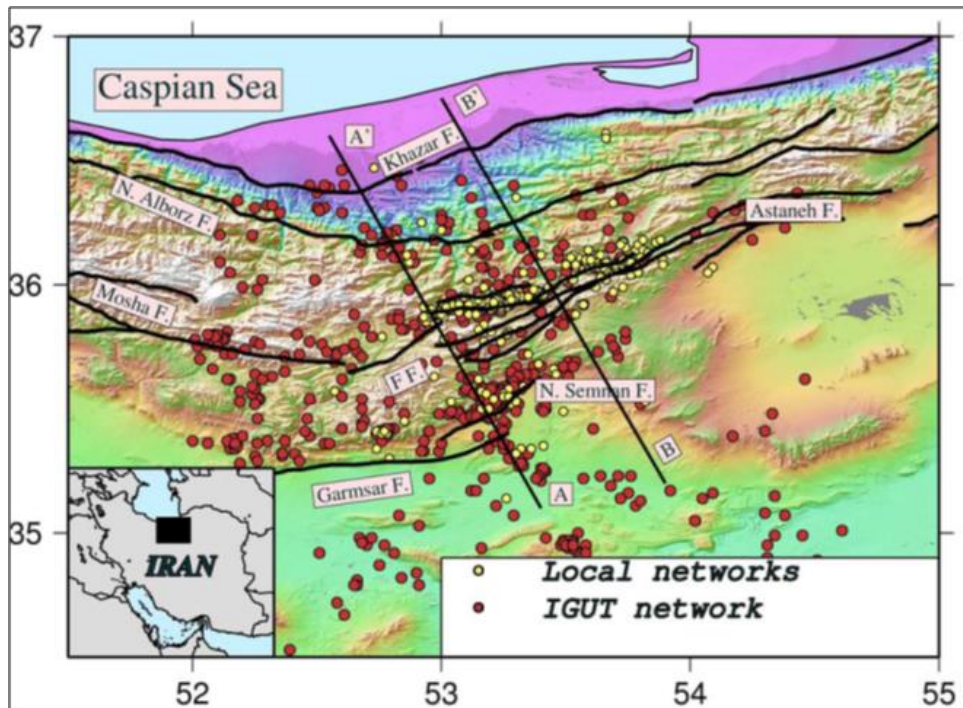 37
Caspian Sea
A'
B'
Khazar F.
N. Alborz F.
Astaneh F.
36
Mosha F.
F F.
N. Semnan F.
B
Garmsar F.
A
35
IRAN
Local networks
IGUT network
52
53
54
55